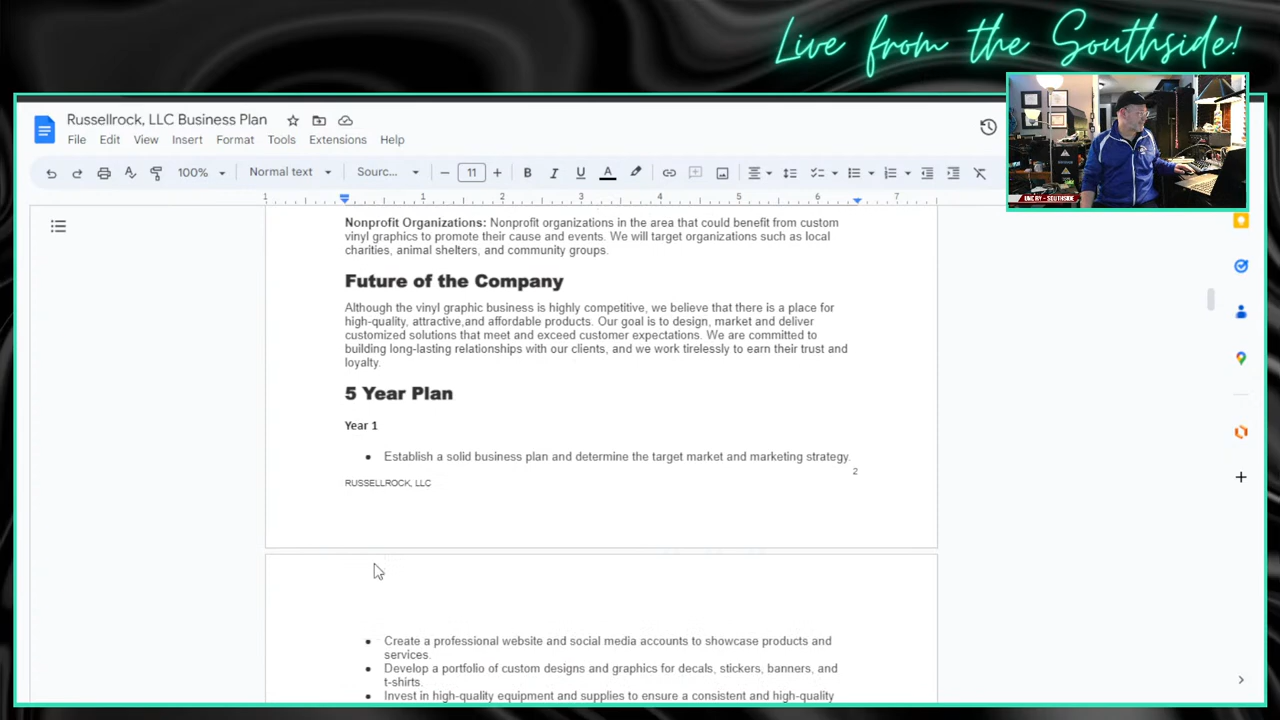 Live from the Southside!
Russellrock, LLC Business Plan
File Edit View Insert Format Tools Extensions Help
100% Normal text Sourc... 11
1 1 2 3 4 5 6 7
Nonprofit Organizations: Nonprofit organizations in the area that could benefit from custom
vinyl graphics to promote their cause and events. We will target organizations such as local
charities, animal shelters, and community groups.
Future of the Company
Although the vinyl graphic business is highly competitive, we believe that there is a place for
high-quality, attractive,and affordable products. Our goal is to design, market and deliver
customized solutions that meet and exceed customer expectations. We are committed to
building long-lasting relationships with our clients, and we work tirelessly to earn their trust and
loyalty.
5 Year Plan
Year 1
● Establish a solid business plan and determine the target market and marketing strategy.
2
RUSSELLROCK, LLC
● Create a professional website and social media accounts to showcase products and
services.
● Develop a portfolio of custom designs and graphics for decals, stickers, banners, and
t-shirts.
● Invest in high-quality equipment and supplies to ensure a consistent and high-quality